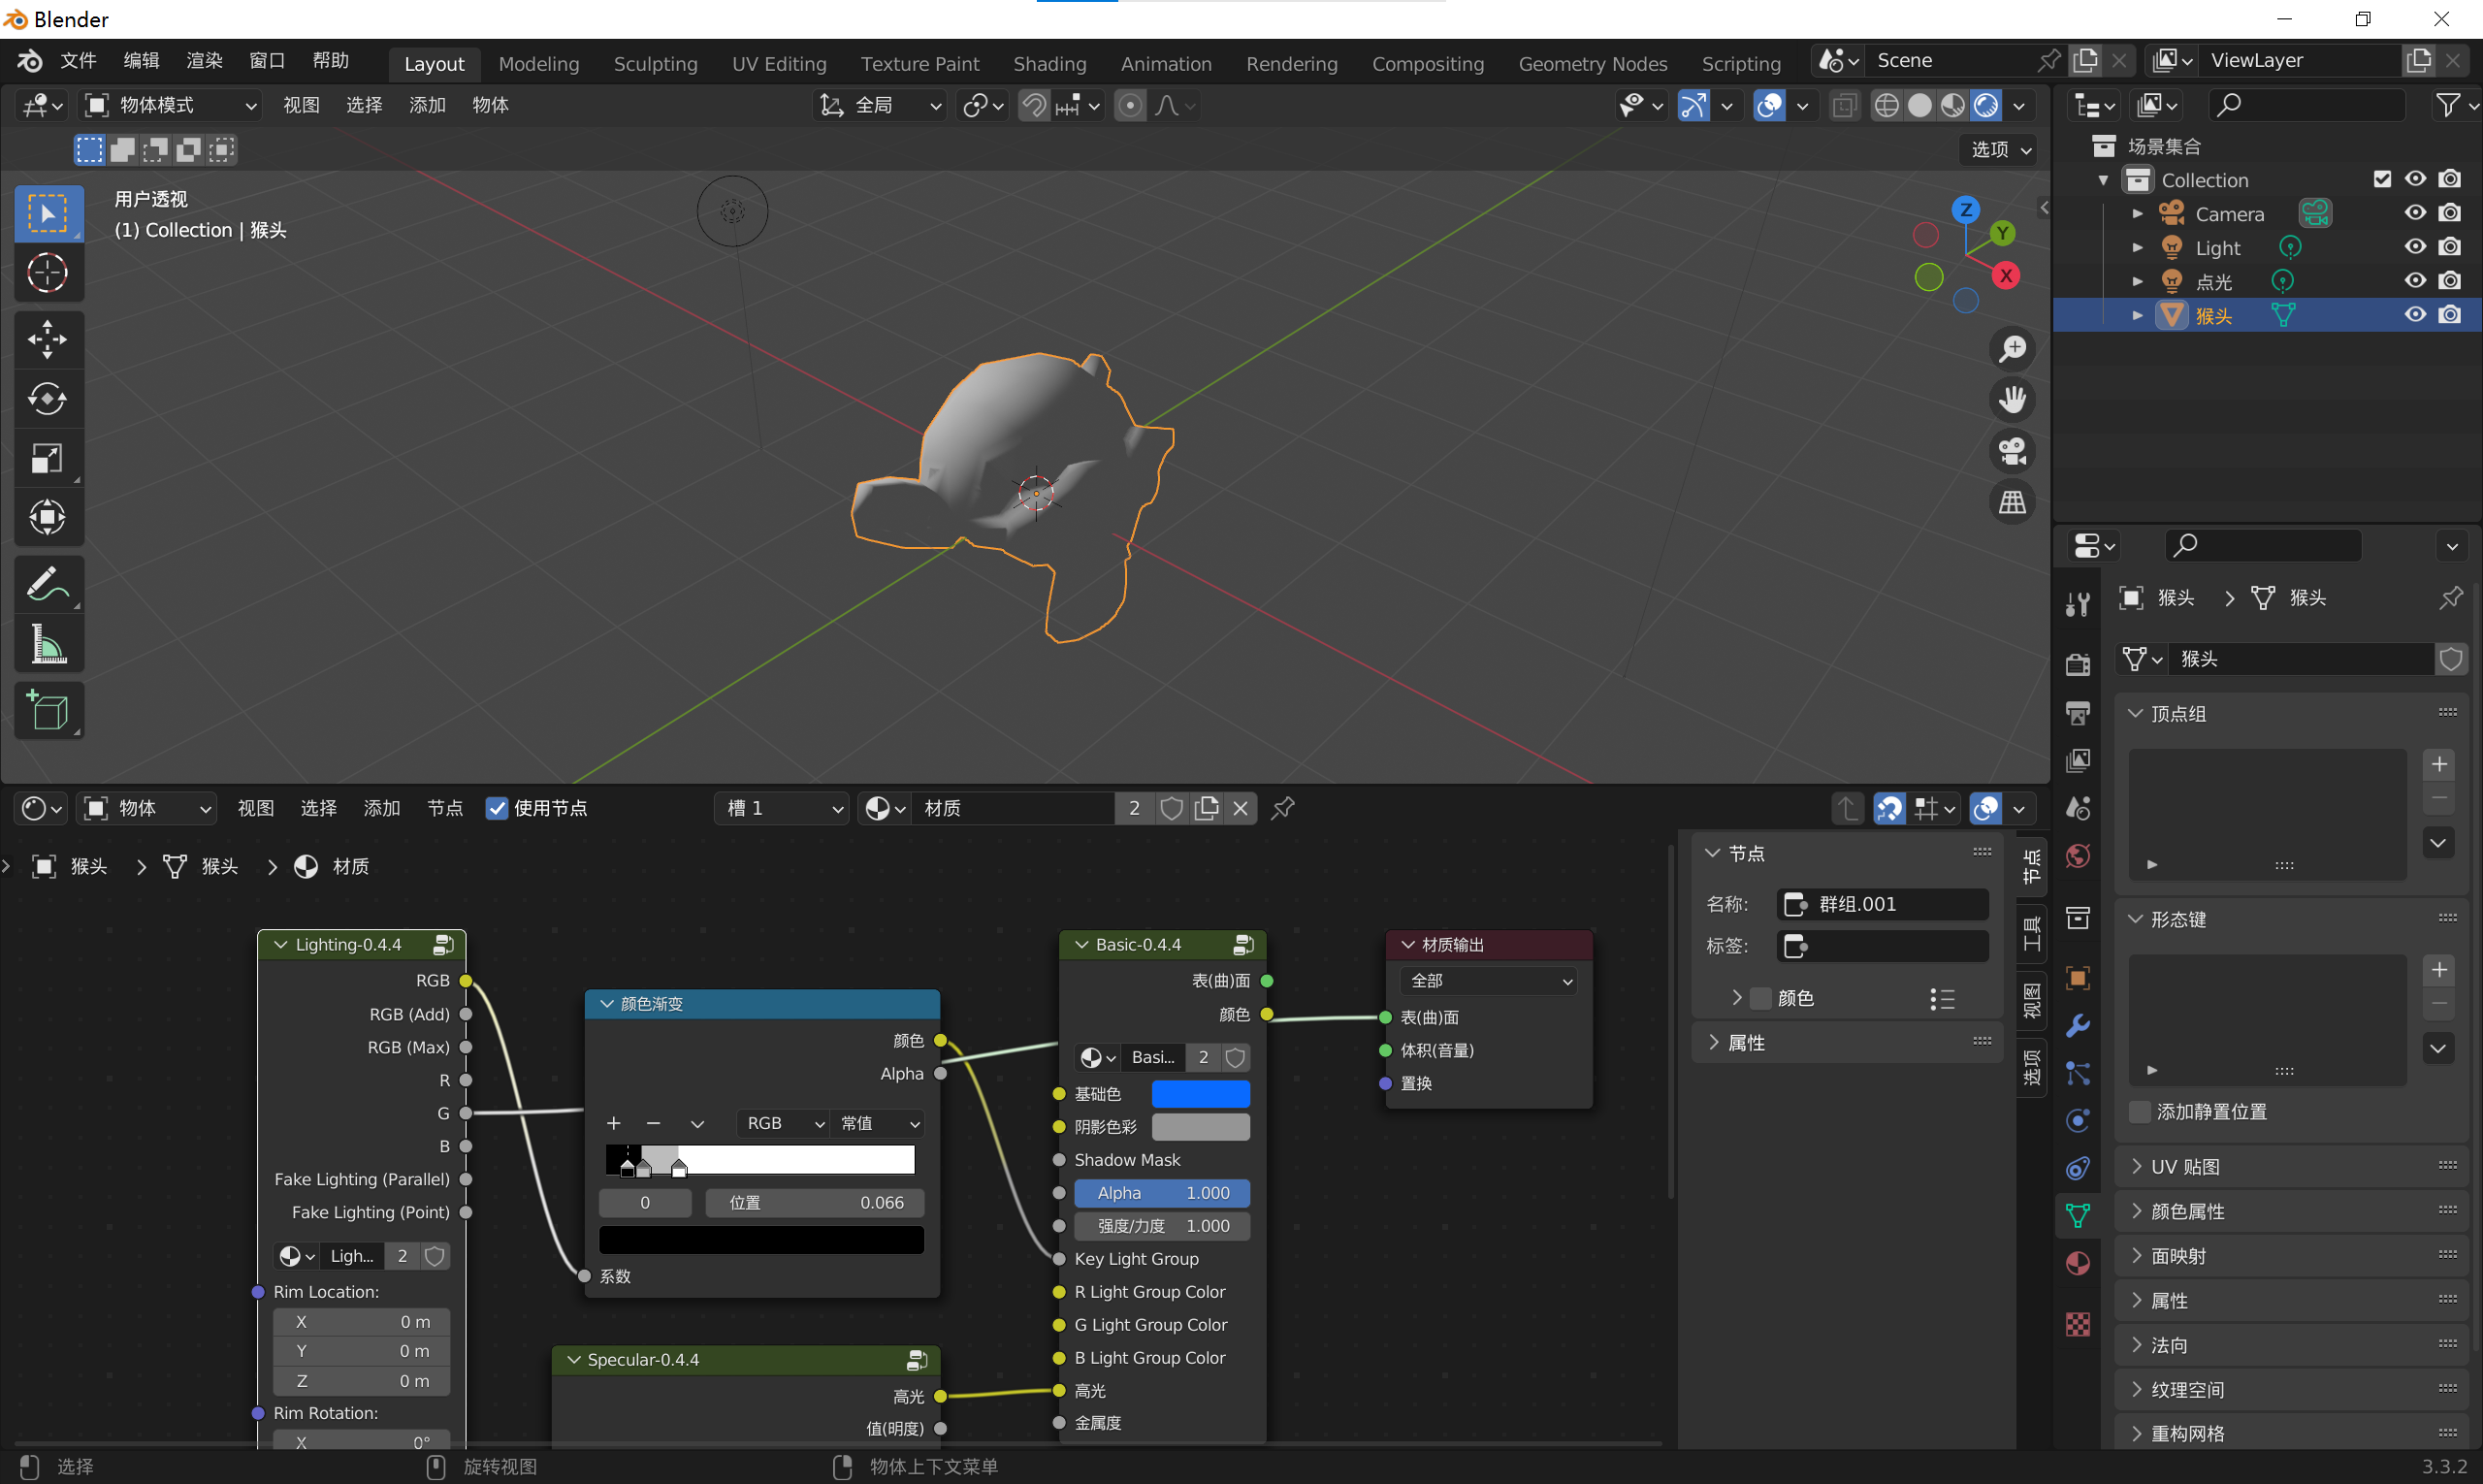 Blender
文件 编辑 渲染 窗口 帮助 Layout Modeling Sculpting UV Editing Texture Paint Shading Animation Rendering Compositing Geometry Nodes Scripting Scene ViewLayer
物体模式 视图 选择 添加 物体 全局
选项
用户透视
(1) Collection | 猴头
Z
Y
X
场景集合
Collection
Camera
Light
点光
猴头
猴头 猴头
猴头
顶点组
形态键
添加静置位置
UV 贴图
颜色属性
面映射
属性
法向
纹理空间
重构网格
物体 视图 选择 添加 节点 使用节点 槽 1 材质 2
猴头 猴头 材质
Lighting-0.4.4
RGB
RGB (Add)
RGB (Max)
R
G
B
Fake Lighting (Parallel)
Fake Lighting (Point)
Ligh... 2
Rim Location:
X 0 m
Y 0 m
Z 0 m
Rim Rotation:
X 0°
颜色渐变
颜色
Alpha
RGB 常值
0 位置 0.066
系数
Specular-0.4.4
高光
值(明度)
Basic-0.4.4
表(曲)面
颜色
Basi... 2
基础色
阴影色彩
Shadow Mask
Alpha 1.000
强度/力度 1.000
Key Light Group
R Light Group Color
G Light Group Color
B Light Group Color
高光
金属度
材质输出
全部
表(曲)面
体积(音量)
置换
节点
名称: 群组.001
标签:
颜色
属性
节点
工具
视图
选项
选择 旋转视图 物体上下文菜单 3.3.2